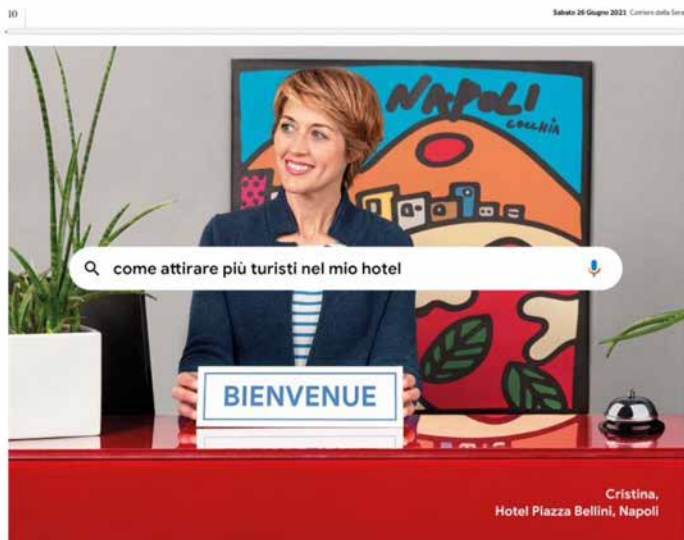 10
Sabato 26 Giugno 2021 Corriere della Sera
NAPOLI
COCCHIA
come attirare più turisti nel mio hotel
BIENVENUE
Cristina,
Hotel Piazza Bellini, Napoli